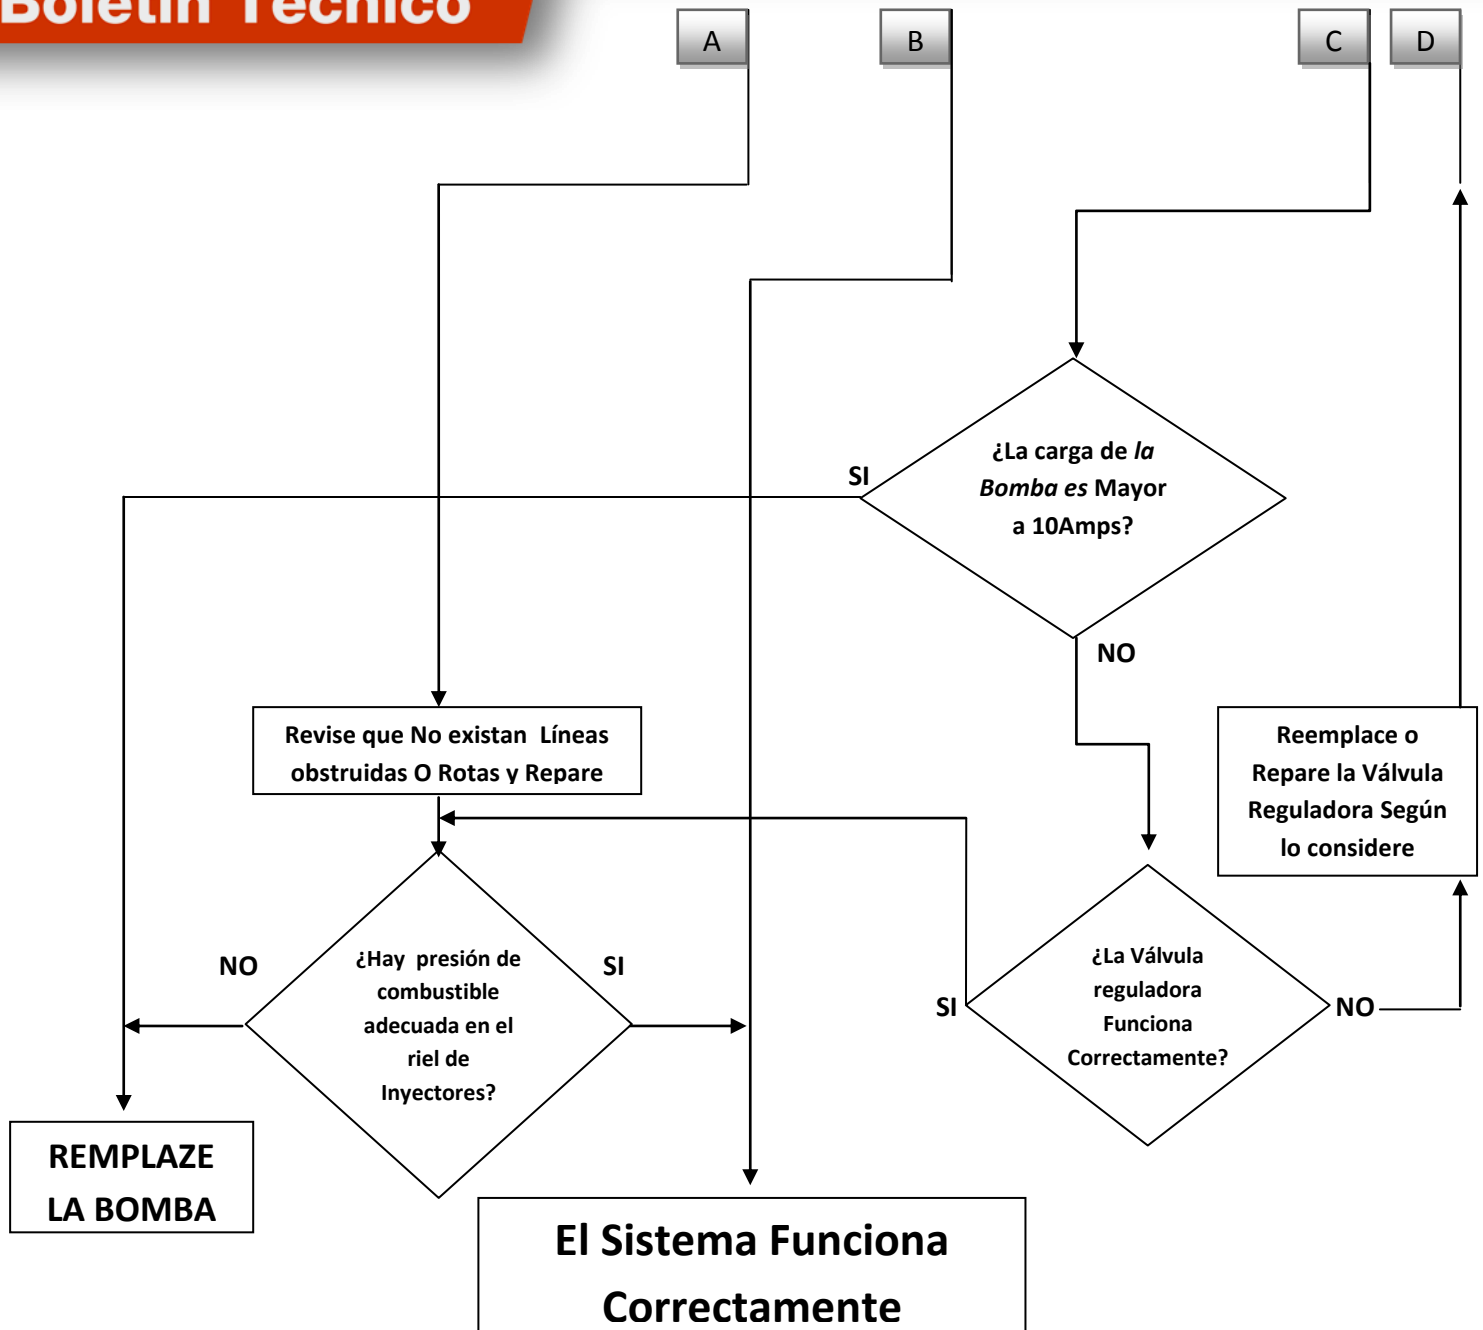 Boletín Técnico
A
B
C
D
¿La carga de la
Bomba es Mayor
a 10Amps?
SI
NO
Revise que No existan Líneas
obstruidas O Rotas y Repare
Reemplace o
Repare la Válvula
Reguladora Según
lo considere
¿Hay presión de
combustible
adecuada en el
riel de
Inyectores?
NO
SI
¿La Válvula
reguladora
Funciona
Correctamente?
SI
NO
REMPLAZE
LA BOMBA
El Sistema Funciona
Correctamente